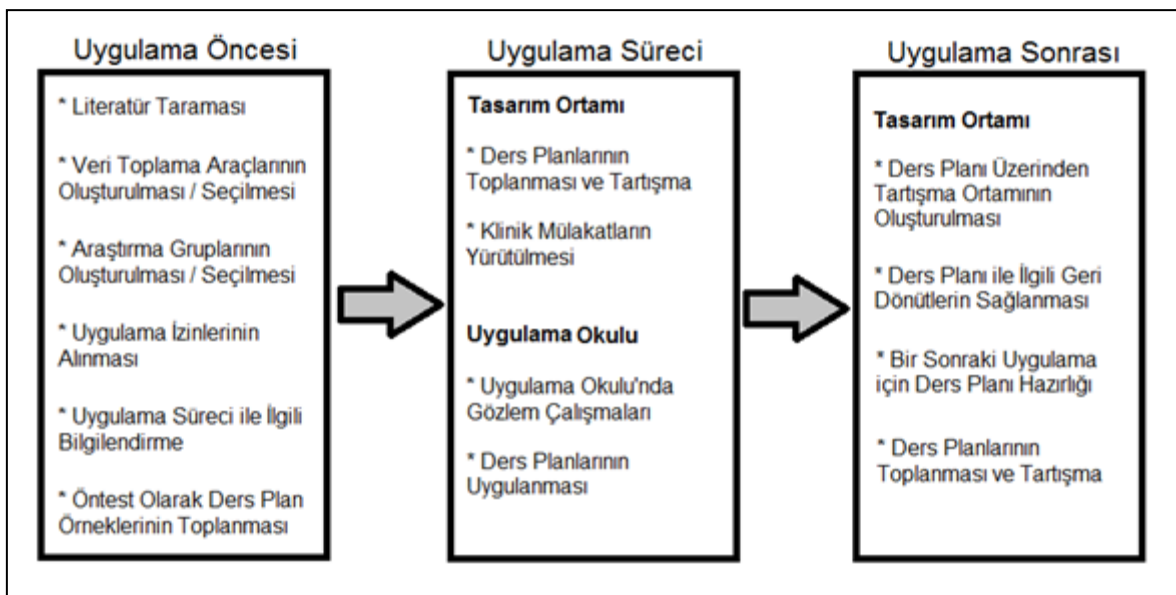 Uygulama Öncesi
* Literatür Taraması
* Veri Toplama Araçlarının
Oluşturulması / Seçilmesi
* Araştırma Gruplarının
Oluşturulması / Seçilmesi
* Uygulama İzinlerinin
Alınması
* Uygulama Süreci ile İlgili
Bilgilendirme
* Öntest Olarak Ders Plan
Örneklerinin Toplanması
Uygulama Süreci
Tasarım Ortamı
* Ders Planlarının
Toplanması ve Tartışma
* Klinik Mülakatların
Yürütülmesi
Uygulama Okulu
* Uygulama Okulu'nda
Gözlem Çalışmaları
* Ders Planlarının
Uygulanması
Uygulama Sonrası
Tasarım Ortamı
* Ders Planı Üzerinden
Tartışma Ortamının
Oluşturulması
* Ders Planı ile İlgili Geri
Dönütlerin Sağlanması
* Bir Sonraki Uygulama
için Ders Planı Hazırlığı
* Ders Planlarının
Toplanması ve Tartışma